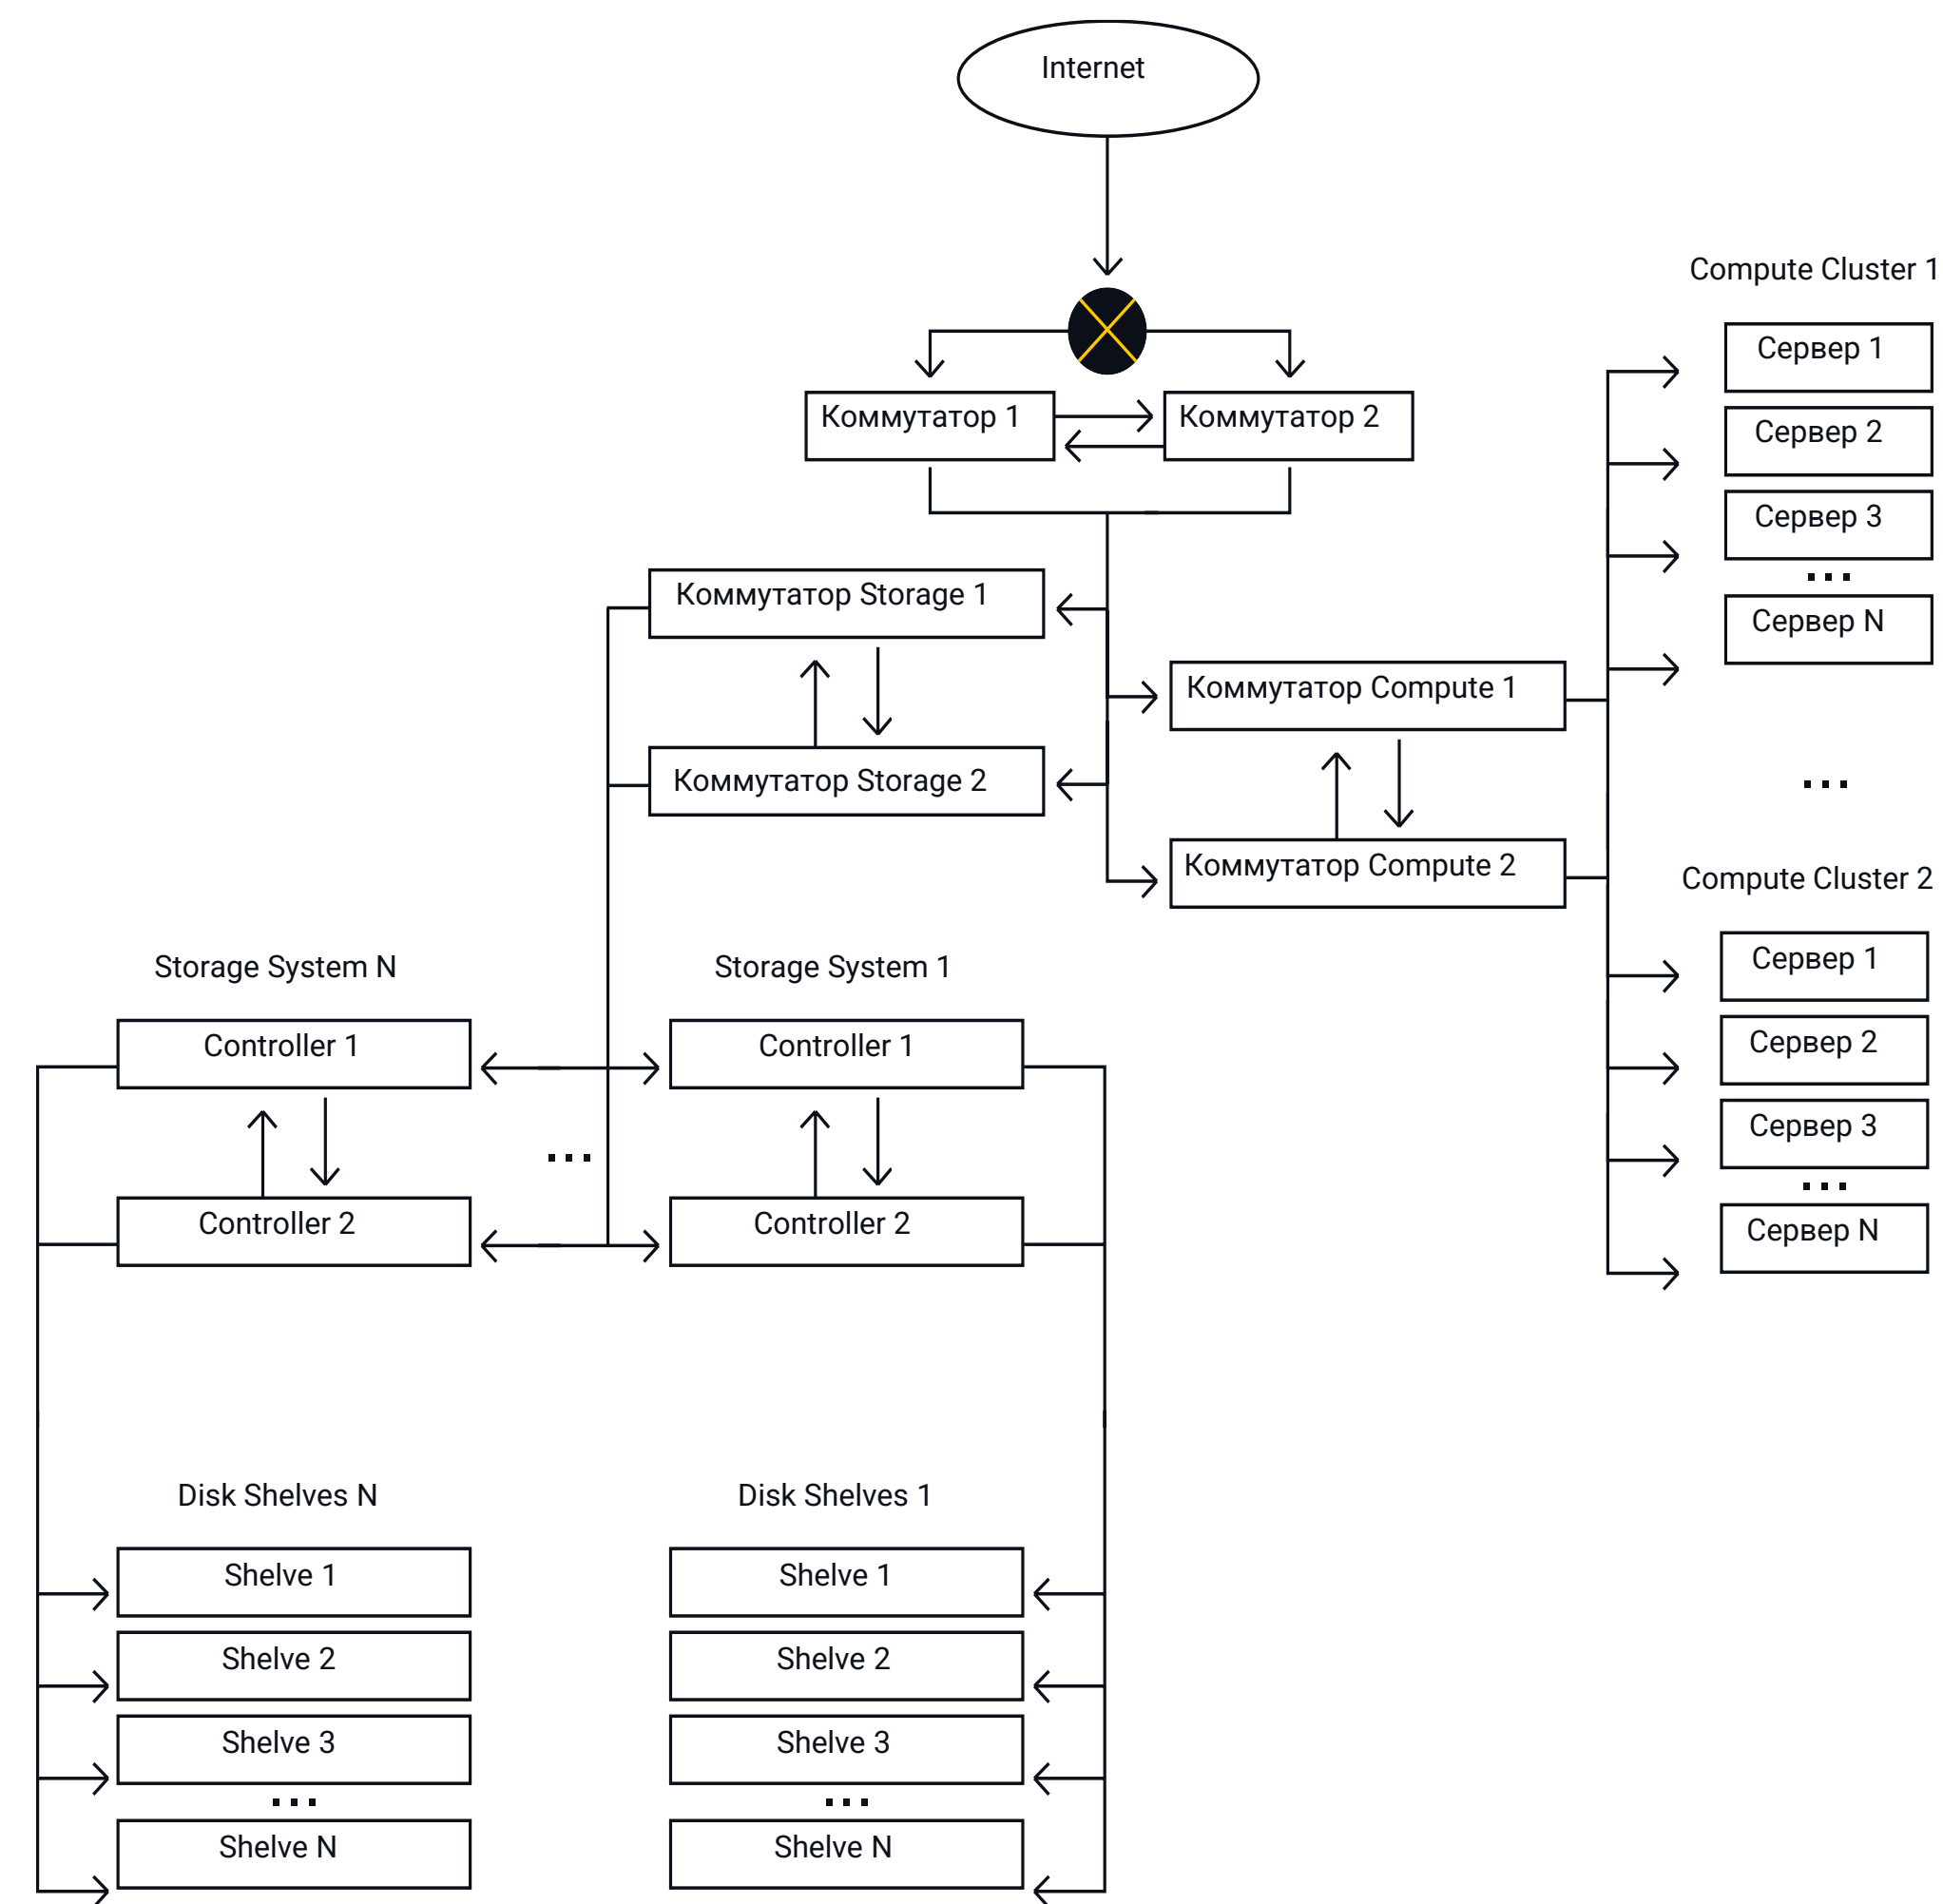 Internet
Compute Cluster 1
Сервер 1
Сервер 2
Сервер 3
...
Сервер N
Коммутатор 1
Коммутатор 2
Коммутатор Storage 1
Коммутатор Storage 2
Коммутатор Compute 1
Коммутатор Compute 2
...
Compute Cluster 2
Сервер 1
Сервер 2
Сервер 3
...
Сервер N
Storage System N
Controller 1
Controller 2
...
Storage System 1
Controller 1
Controller 2
Disk Shelves N
Shelve 1
Shelve 2
Shelve 3
...
Shelve N
Disk Shelves 1
Shelve 1
Shelve 2
Shelve 3
...
Shelve N